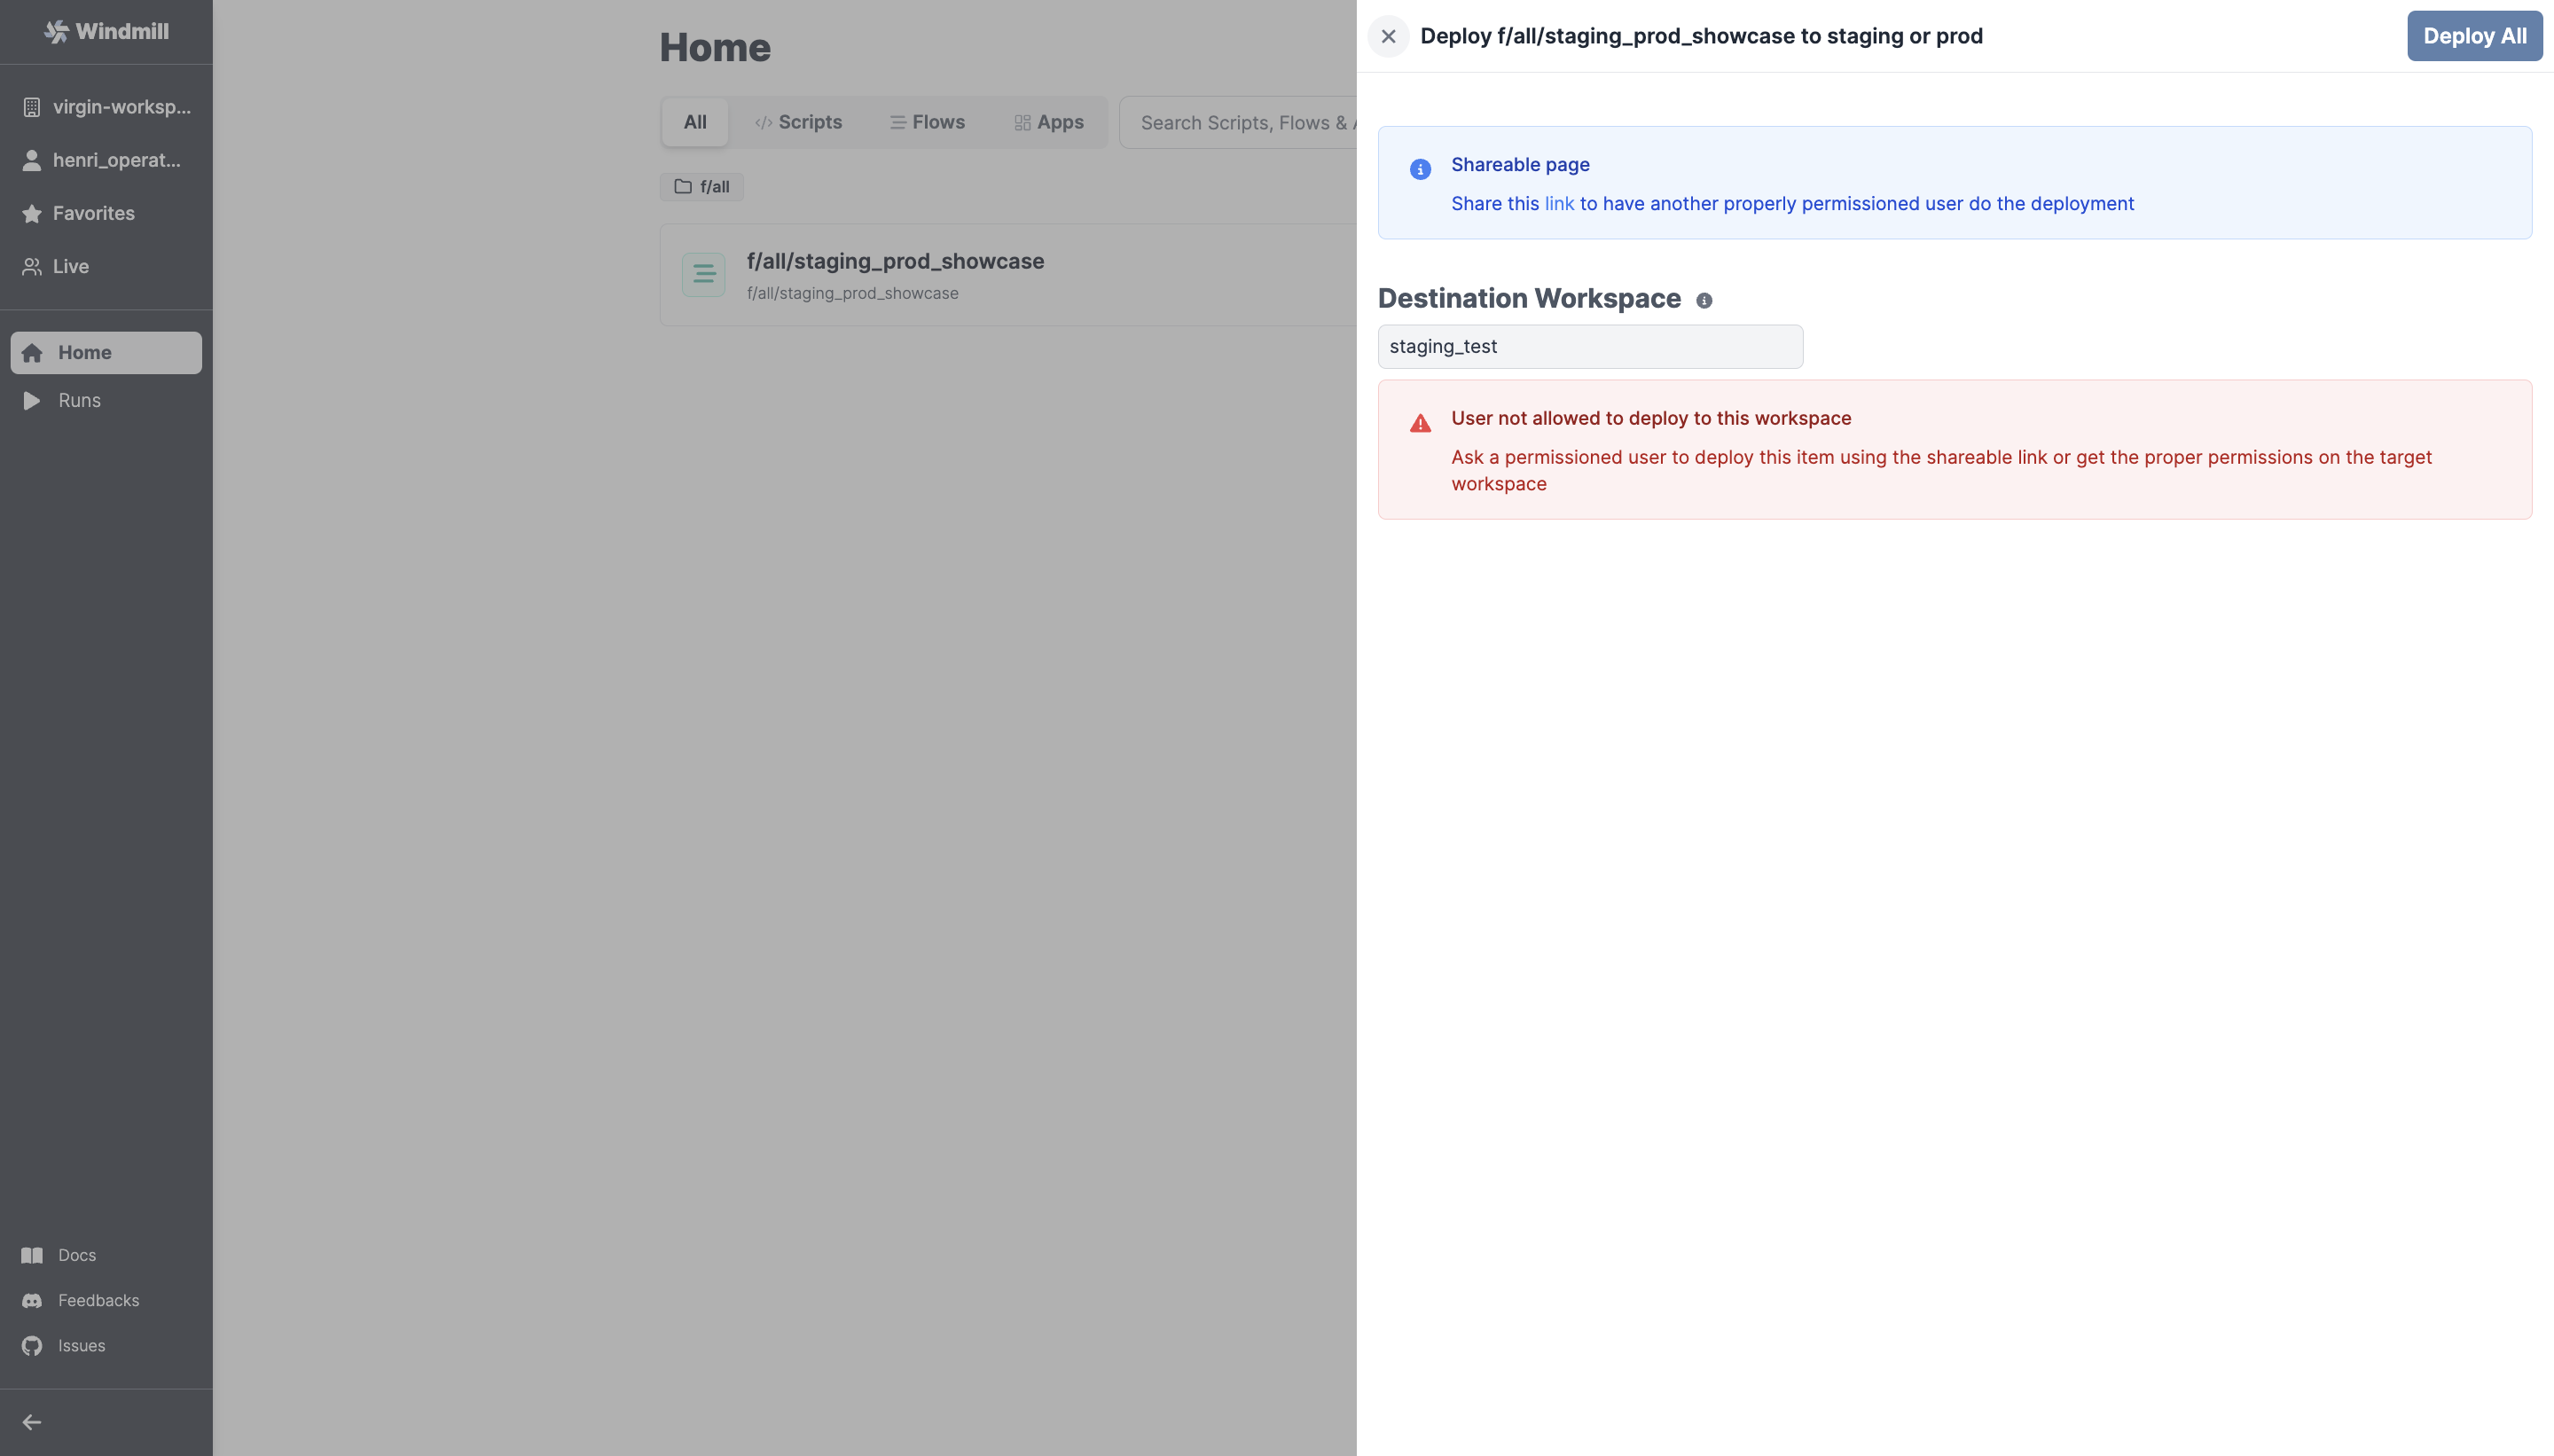 Windmill
virgin-worksp...
henri_operat...
Favorites
Live
Home
Runs
Docs
Feedbacks
Issues
Home
All
Scripts
Flows
Apps
Search Scripts, Flows &
f/all
f/all/staging_prod_showcase
f/all/staging_prod_showcase
Deploy f/all/staging_prod_showcase to staging or prod
Deploy All
Shareable page
Share this link to have another properly permissioned user do the deployment
Destination Workspace
staging_test
User not allowed to deploy to this workspace
Ask a permissioned user to deploy this item using the shareable link or get the proper permissions on the target
workspace